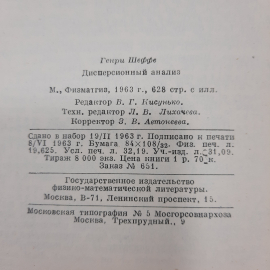 Генри Шеффе
Дисперсионный анализ
М., Физматгиз, 1963 г., 628 стр. с илл.
Редактор В. Г. Кисунько.
Техн. редактор Л. В. Лихачева.
Корректор З. В. Автонеева.
Сдано в набор 19/II 1963 г. Подписано к печати
8/VI 1963 г. Бумага 84×108/32. Физ. печ. л.
19,625. Усл. печ. л. 32,19. Уч.-изд. л. 31,09.
Тираж 8 000 экз. Цена книги 1 р. 70 к.
Заказ № 651.
Государственное издательство
физико-математической литературы.
Москва, В-71, Ленинский проспект, 15.
Московская типография № 5 Мосгорсовнархоза
Москва, Трехпрудный, 9